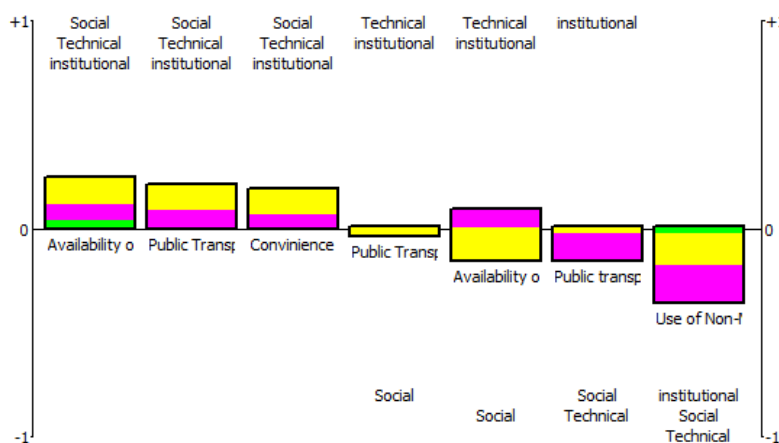 +1 Social Social Social Technical Technical institutional +1
Technical Technical Technical institutional institutional
institutional institutional institutional
0 0
Availability o Public Transp Convinience Public Transp
Availability o Public transp
Use of Non-M
Social Social institutional
Social Technical Social
-1 Technical -1